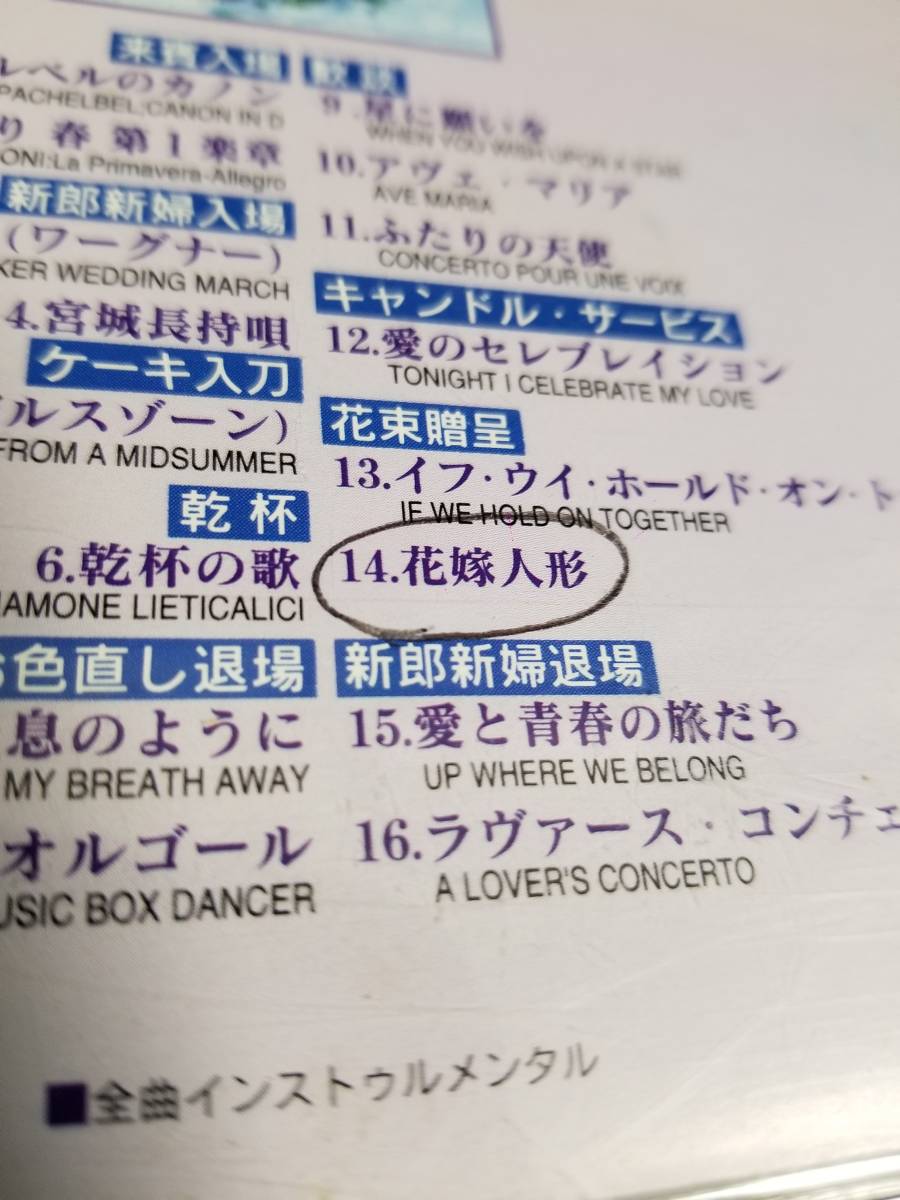 来賓入場
ルベルのカノン
PACHELBEL:CANON IN D
り 春 第1楽章
ONI:La Primavera-Allegro
新郎新婦入場
(ワーグナー)
KER WEDDING MARCH
4.宮城長持唄
ケーキ入刀
ルスゾーン)
FROM A MIDSUMMER
乾杯
6.乾杯の歌
IAMONE LIETICALICI
色直し退場
息のように
MY BREATH AWAY
オルゴール
USIC BOX DANCER
歓談
9.星に願いを
WHEN YOU WISH UPON A STAR
10.アヴェ・マリア
AVE MARIA
11.ふたりの天使
CONCERTO POUR UNE VOIX
キャンドル・サービス
12.愛のセレブレイション
TONIGHT I CELEBRATE MY LOVE
花束贈呈
13.イフ・ウイ・ホールド・オン・ト
IF WE HOLD ON TOGETHER
14.花嫁人形
新郎新婦退場
15.愛と青春の旅だち
UP WHERE WE BELONG
16.ラヴァース・コンチェ
A LOVER'S CONCERTO
■全曲インストゥルメンタル